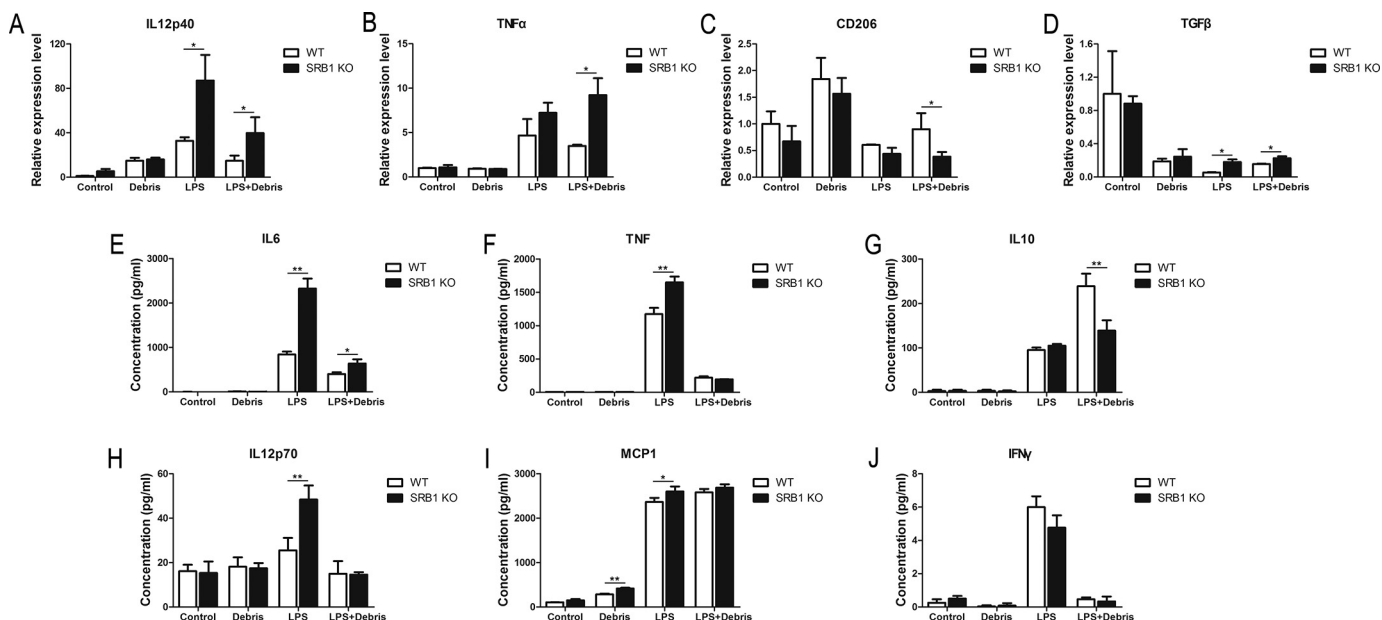 A
IL12p40
Relative expression level
120
80
40
0
*
*
Control
Debris
LPS
LPS+Debris
WT
SRB1 KO
B
TNFα
Relative expression level
15
10
5
0
*
Control
Debris
LPS
LPS+Debris
WT
SRB1 KO
C
CD206
Relative expression level
2.5
2.0
1.5
1.0
0.5
0.0
*
Control
Debris
LPS
LPS+Debris
WT
SRB1 KO
D
TGFβ
Relative expression level
1.6
1.2
0.8
0.4
0.0
*
*
Control
Debris
LPS
LPS+Debris
WT
SRB1 KO
E
IL6
Concentration (pg/ml)
3000
2000
1000
0
**
*
Control
Debris
LPS
LPS+Debris
WT
SRB1 KO
F
TNF
Concentration (pg/ml)
2000
1500
1000
500
0
**
Control
Debris
LPS
LPS+Debris
WT
SRB1 KO
G
IL10
Concentration (pg/ml)
300
200
100
0
**
Control
Debris
LPS
LPS+Debris
WT
SRB1 KO
H
IL12p70
Concentration (pg/ml)
60
40
20
0
**
Control
Debris
LPS
LPS+Debris
WT
SRB1 KO
I
MCP1
Concentration (pg/ml)
3000
2000
1000
0
**
*
Control
Debris
LPS
LPS+Debris
WT
SRB1 KO
J
IFNγ
Concentration (pg/ml)
8
6
4
2
0
Control
Debris
LPS
LPS+Debris
WT
SRB1 KO